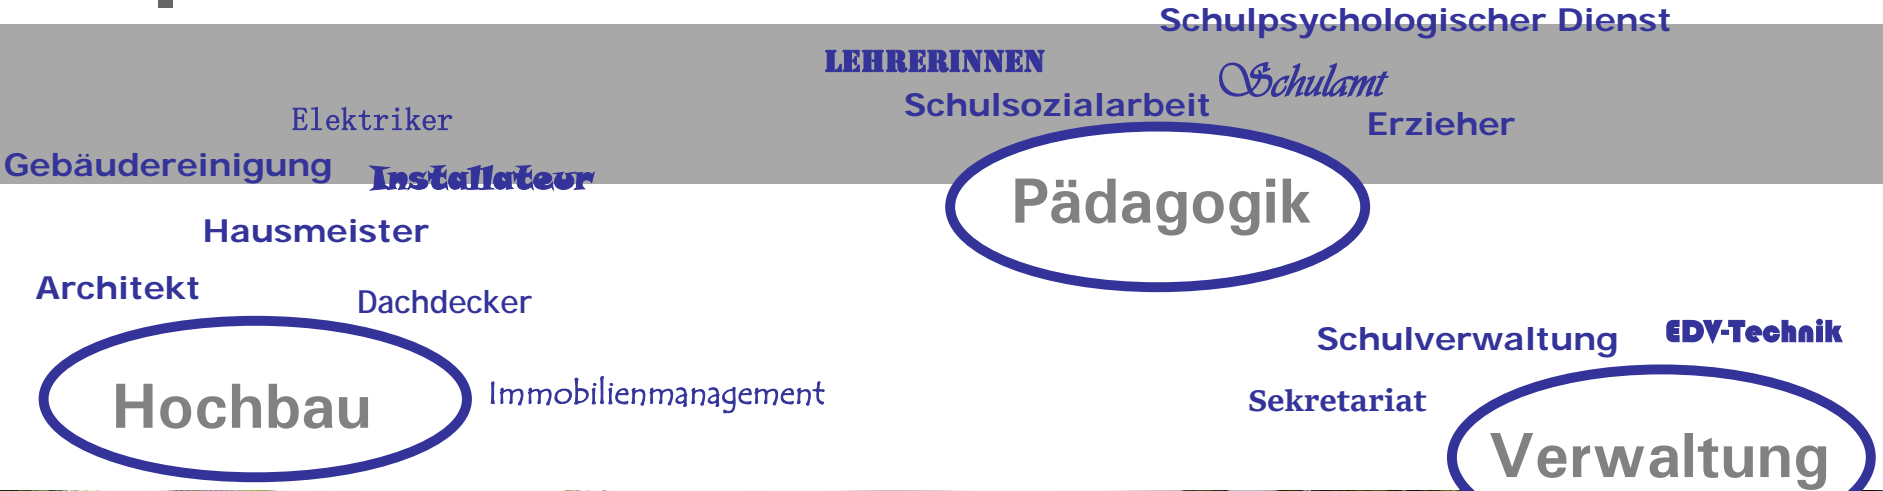 Schulpsychologischer Dienst
LEHRERINNEN
Schulamt
Schulsozialarbeit
Erzieher
Elektriker
Gebäudereinigung
Installateur
Pädagogik
Hausmeister
Architekt
Dachdecker
Schulverwaltung
EDV-Technik
Immobilienmanagement
Sekretariat
Hochbau
Verwaltung